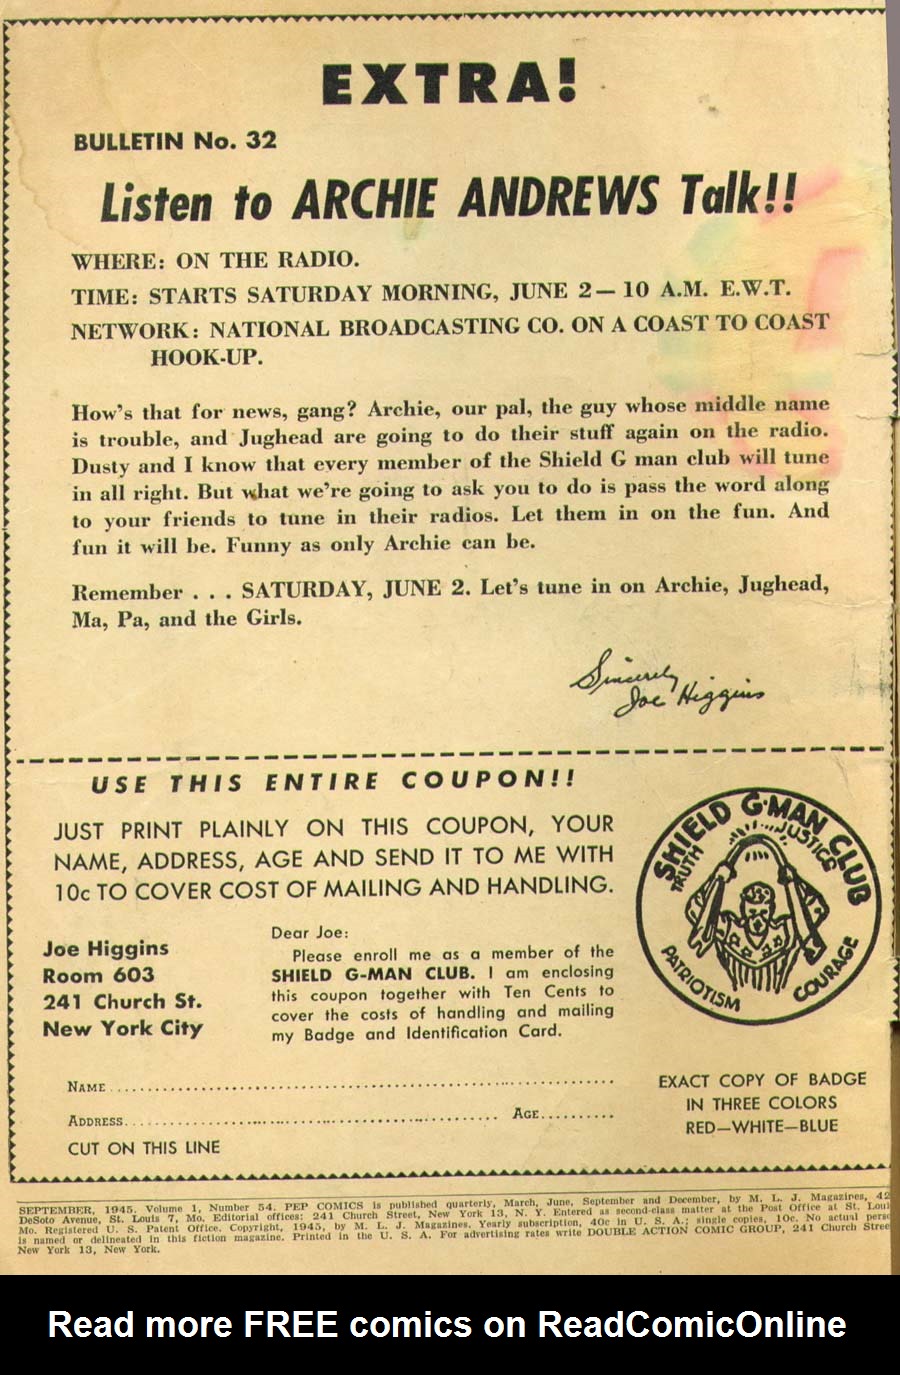 EXTRA!
BULLETIN No. 32
Listen to ARCHIE ANDREWS Talk!!
WHERE: ON THE RADIO.
TIME: STARTS SATURDAY MORNING, JUNE 2—10 A.M. E.W.T.
NETWORK: NATIONAL BROADCASTING CO. ON A COAST TO COAST
HOOK-UP.
How's that for news, gang? Archie, our pal, the guy whose middle name
is trouble, and Jughead are going to do their stuff again on the radio.
Dusty and I know that every member of the Shield G man club will tune
in all right. But what we're going to ask you to do is pass the word along
to your friends to tune in their radios. Let them in on the fun. And
fun it will be. Funny as only Archie can be.
Remember . . . SATURDAY, JUNE 2. Let's tune in on Archie, Jughead,
Ma, Pa, and the Girls.
Sincerely
Joe Higgins
USE THIS ENTIRE COUPON!!
JUST PRINT PLAINLY ON THIS COUPON, YOUR
NAME, ADDRESS, AGE AND SEND IT TO ME WITH
10c TO COVER COST OF MAILING AND HANDLING.
Joe Higgins
Room 603
241 Church St.
New York City
Dear Joe:
Please enroll me as a member of the
SHIELD G-MAN CLUB. I am enclosing
this coupon together with Ten Cents to
cover the costs of handling and mailing
my Badge and Identification Card.
NAME
ADDRESS AGE
CUT ON THIS LINE
SHIELD G-MAN CLUB
TRUTH JUSTICE
PATRIOTISM COURAGE
EXACT COPY OF BADGE
IN THREE COLORS
RED—WHITE—BLUE
SEPTEMBER, 1945. Volume 1, Number 54. PEP COMICS is published quarterly, March, June, September and December, by M. L. J. Magazines, 42
DeSoto Avenue, St. Louis 7, Mo. Editorial offices: 241 Church Street, New York 13, N. Y. Entered as second-class matter at the Post Office at St. Loui
Mo. Registered U. S. Patent Office. Copyright, 1945, by M. L. J. Magazines. Yearly subscription, 40c in U. S. A.; single copies, 10c. No actual perso
is named or delineated in this fiction magazine. Printed in the U. S. A. For advertising rates write DOUBLE ACTION COMIC GROUP, 241 Church Stree
New York 13, New York.
Read more FREE comics on ReadComicOnline